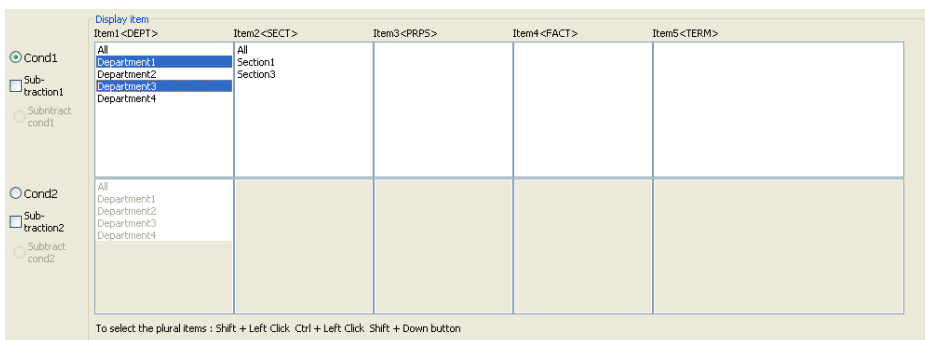 Display item
Item1<DEPT> Item2<SECT> Item3<PRPS> Item4<FACT> Item5<TERM>
Cond1
Sub-
traction1
Subntract
cond1
All
Department1
Department2
Department3
Department4
All
Section1
Section3
Cond2
Sub-
traction2
Subtract
cond2
All
Department1
Department2
Department3
Department4
To select the plural items : Shift + Left Click Ctrl + Left Click Shift + Down button